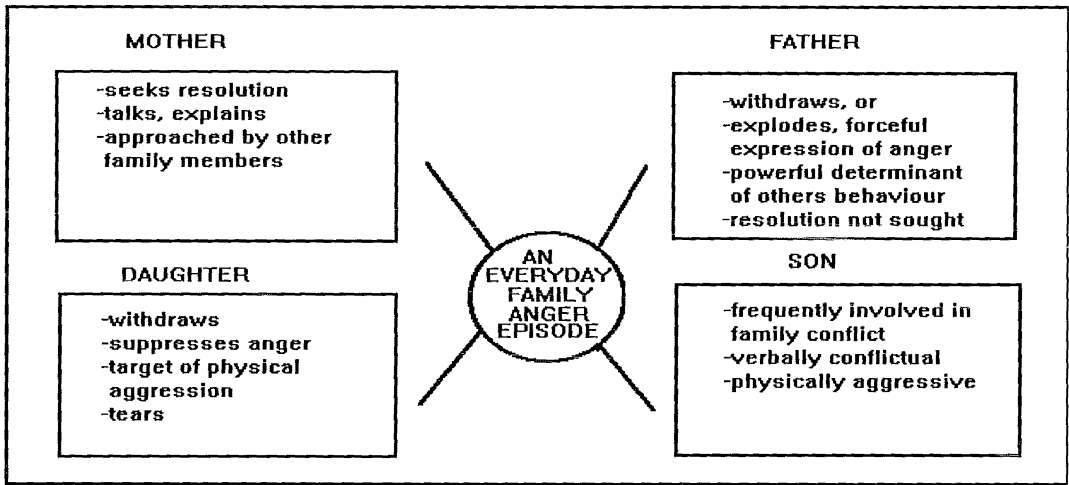 MOTHER
-seeks resolution
-talks, explains
-approached by other
family members
FATHER
-withdraws, or
-explodes, forceful
expression of anger
-powerful determinant
of others behaviour
-resolution not sought
AN
EVERYDAY
FAMILY
ANGER
EPISODE
DAUGHTER
-withdraws
-suppresses anger
-target of physical
aggression
-tears
SON
-frequently involved in
family conflict
-verbally conflictual
-physically aggressive